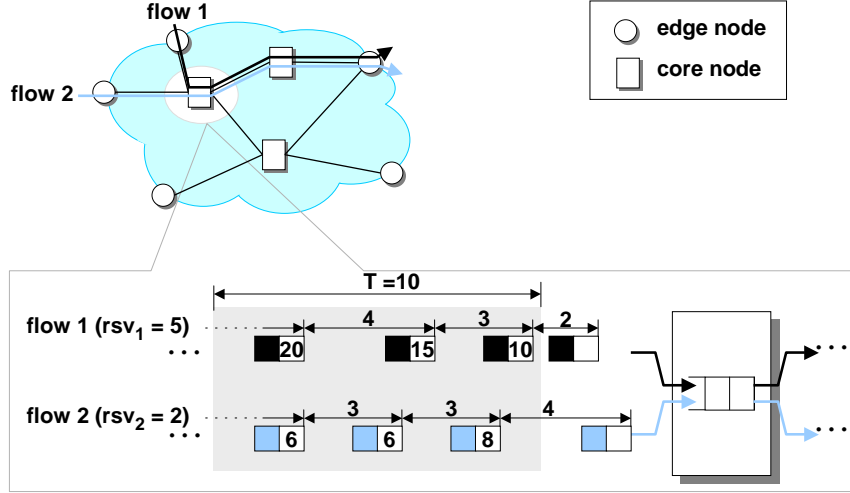 flow 1
edge node
core node
flow 2
T =10
flow 1 (rsv1 = 5)
4
3
2
20
15
10
flow 2 (rsv2 = 2)
3
3
4
6
6
8